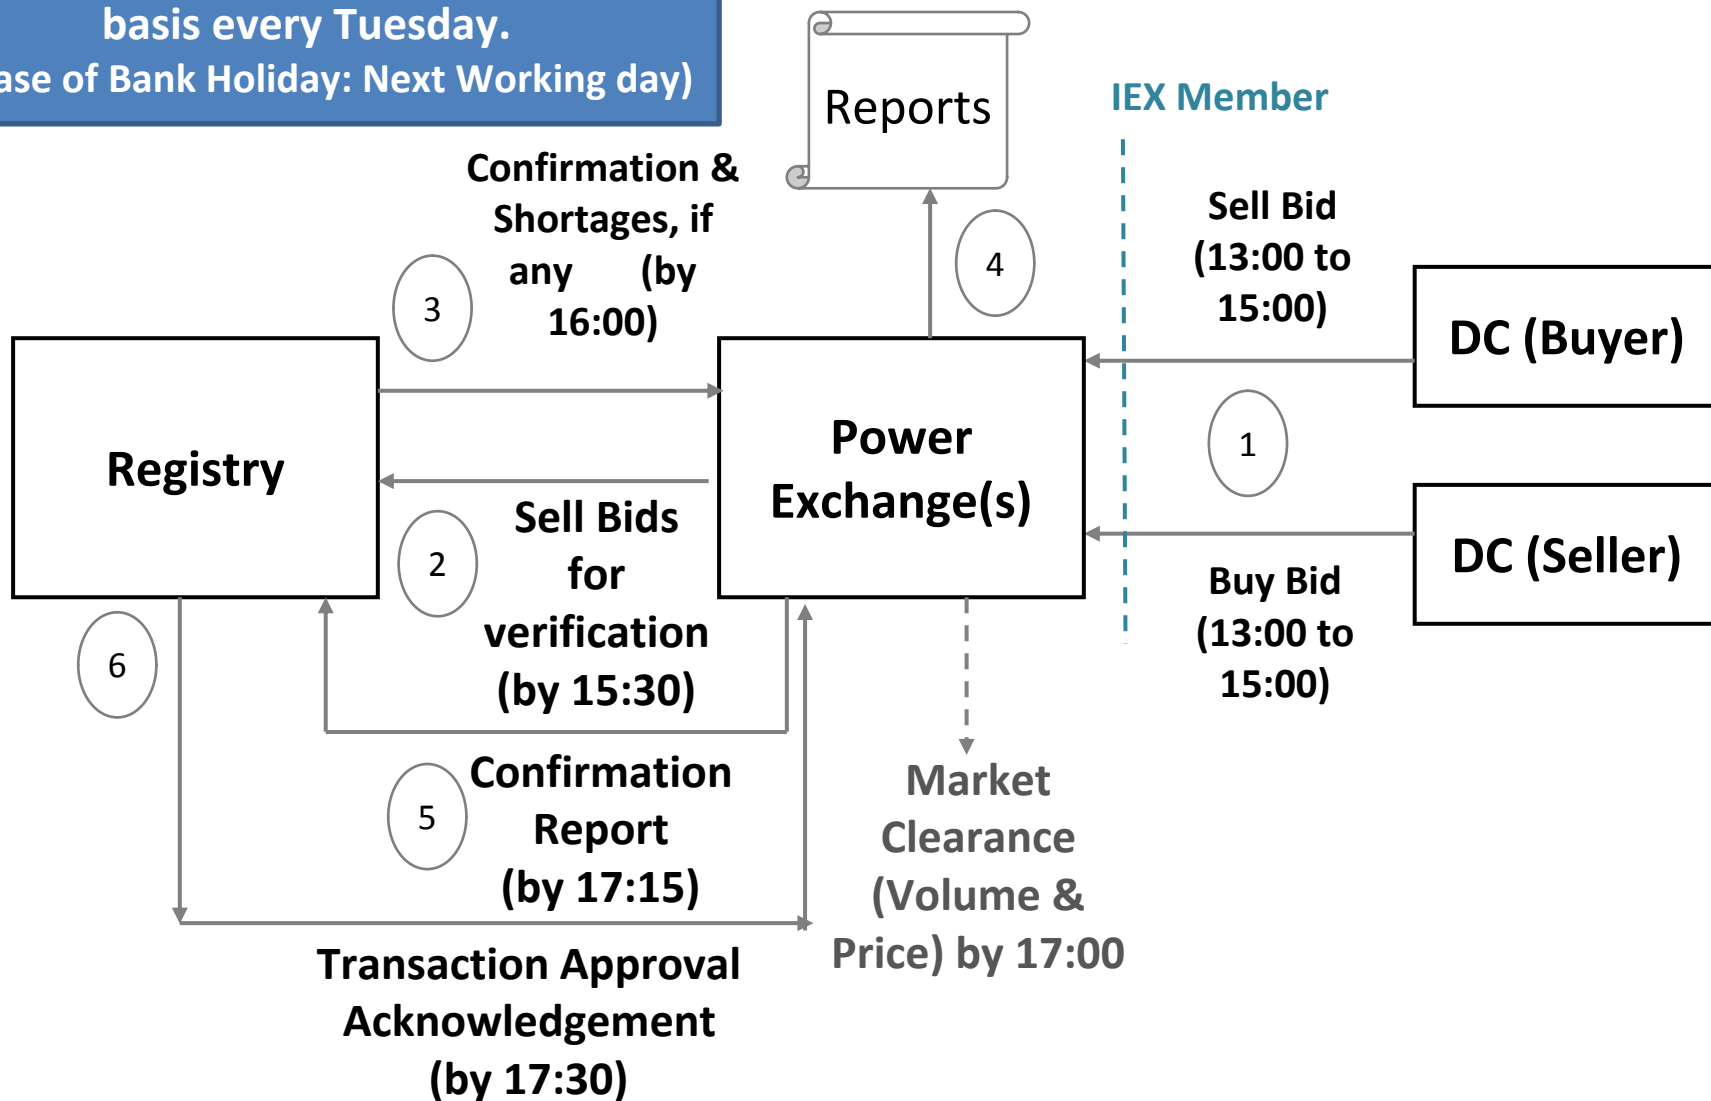 basis every Tuesday.
ase of Bank Holiday: Next Working day)
Reports
IEX Member
Confirmation &
Shortages, if
any (by
16:00)
3
4
Sell Bid
(13:00 to
15:00)
DC (Buyer)
Registry
Power
Exchange(s)
1
2
Sell Bids
for
verification
(by 15:30)
DC (Seller)
Buy Bid
(13:00 to
15:00)
6
5
Confirmation
Report
(by 17:15)
Market
Clearance
(Volume &
Price) by 17:00
Transaction Approval
Acknowledgement
(by 17:30)